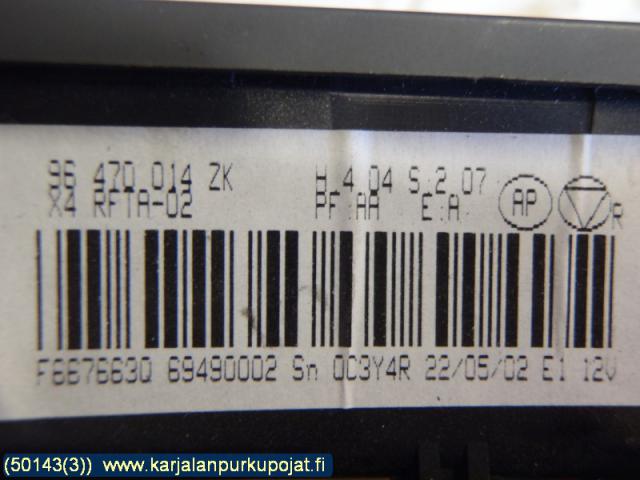 96 470 014 ZK H.4.04 S.2.07
X4 RFTA-02 PF:AA E:A AP R
F667663Q 69490002 Sn 0C3Y4R 22/05/02 E1 12V
(50143(3)) www.karjalanpurkupojat.fi